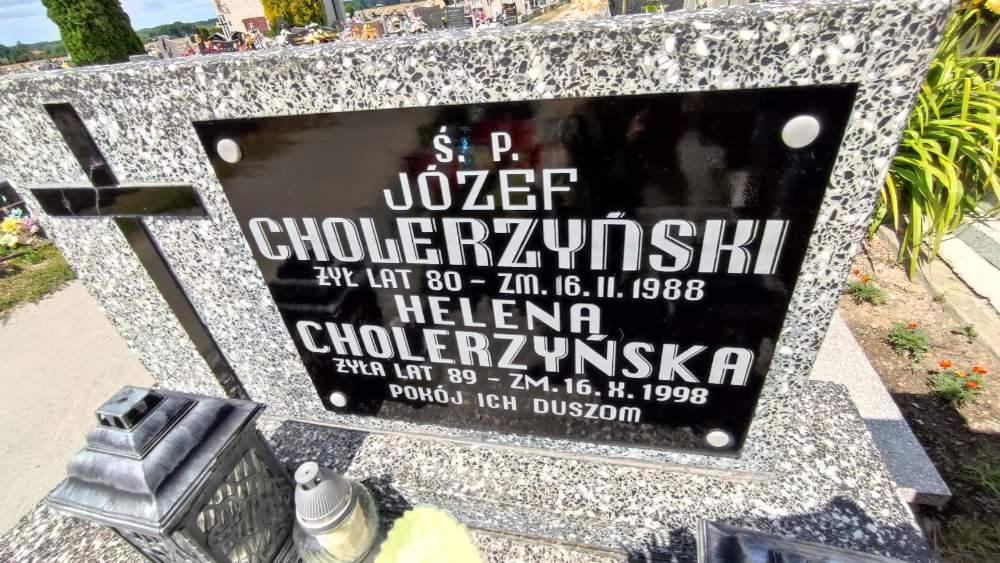 Ś. P.
JÓZEF
CHOLERZYŃSKI
ŻYŁ LAT 80 - ZM. 16. II. 1988
HELENA
CHOLERZYŃSKA
ŻYŁA LAT 89 - ZM. 16. X. 1998
POKÓJ ICH DUSZOM